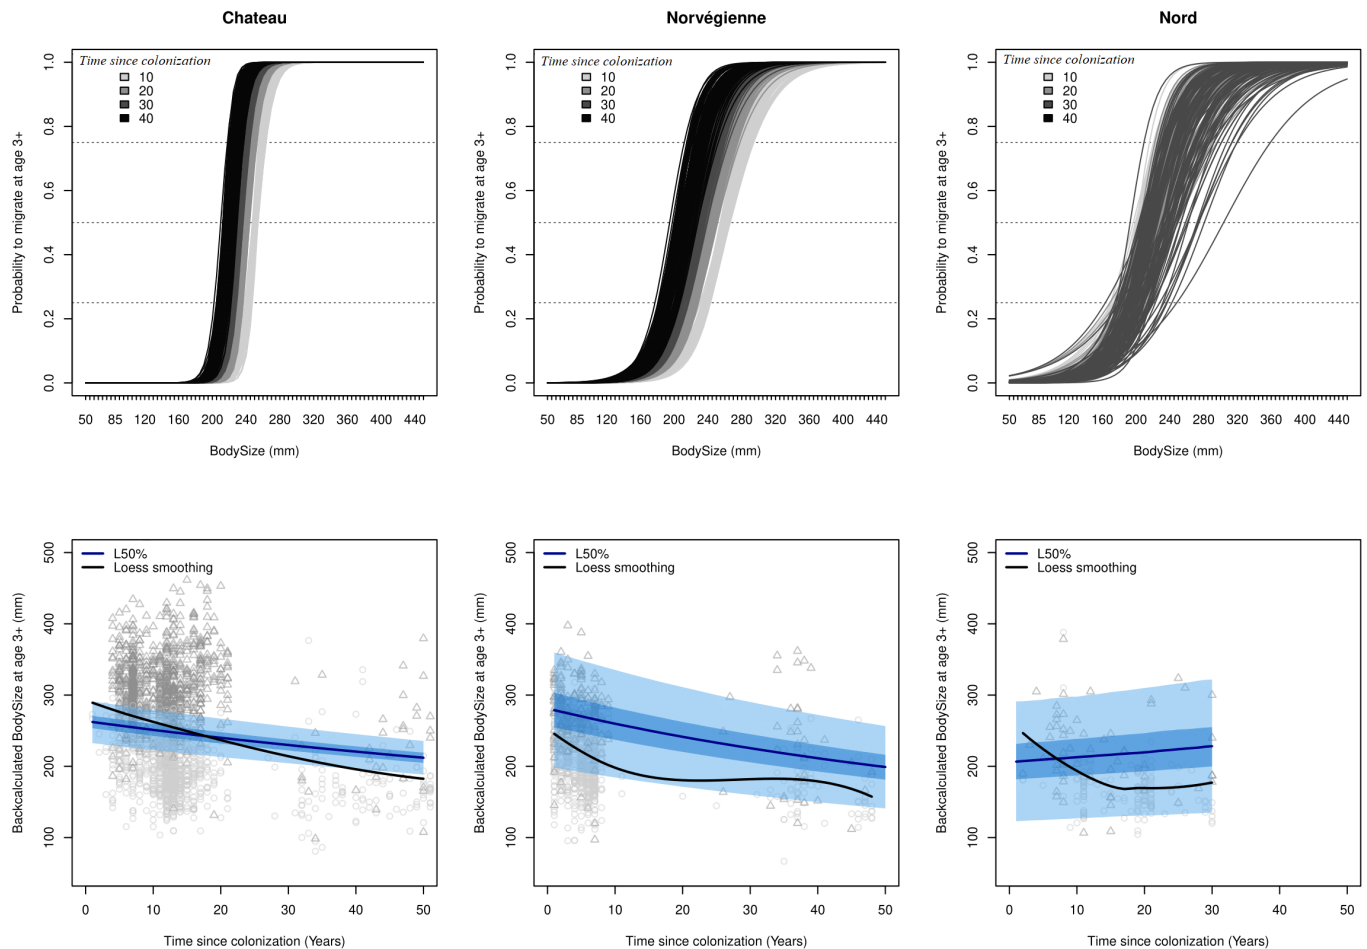 Chateau
Time since colonization
10
20
30
40
Probability to migrate at age 3+
0.0
0.2
0.4
0.6
0.8
1.0
50 85 120 160 200 240 280 320 360 400 440
BodySize (mm)
Norvégienne
Time since colonization
10
20
30
40
Probability to migrate at age 3+
0.0
0.2
0.4
0.6
0.8
1.0
50 85 120 160 200 240 280 320 360 400 440
BodySize (mm)
Nord
Time since colonization
10
20
30
40
Probability to migrate at age 3+
0.0
0.2
0.4
0.6
0.8
1.0
50 85 120 160 200 240 280 320 360 400 440
BodySize (mm)
L50%
Loess smoothing
Backcalculated BodySize at age 3+ (mm)
100
200
300
400
500
0 10 20 30 40 50
Time since colonization (Years)
L50%
Loess smoothing
Backcalculated BodySize at age 3+ (mm)
100
200
300
400
500
0 10 20 30 40 50
Time since colonization (Years)
L50%
Loess smoothing
Backcalculated BodySize at age 3+ (mm)
100
200
300
400
500
0 10 20 30 40 50
Time since colonization (Years)